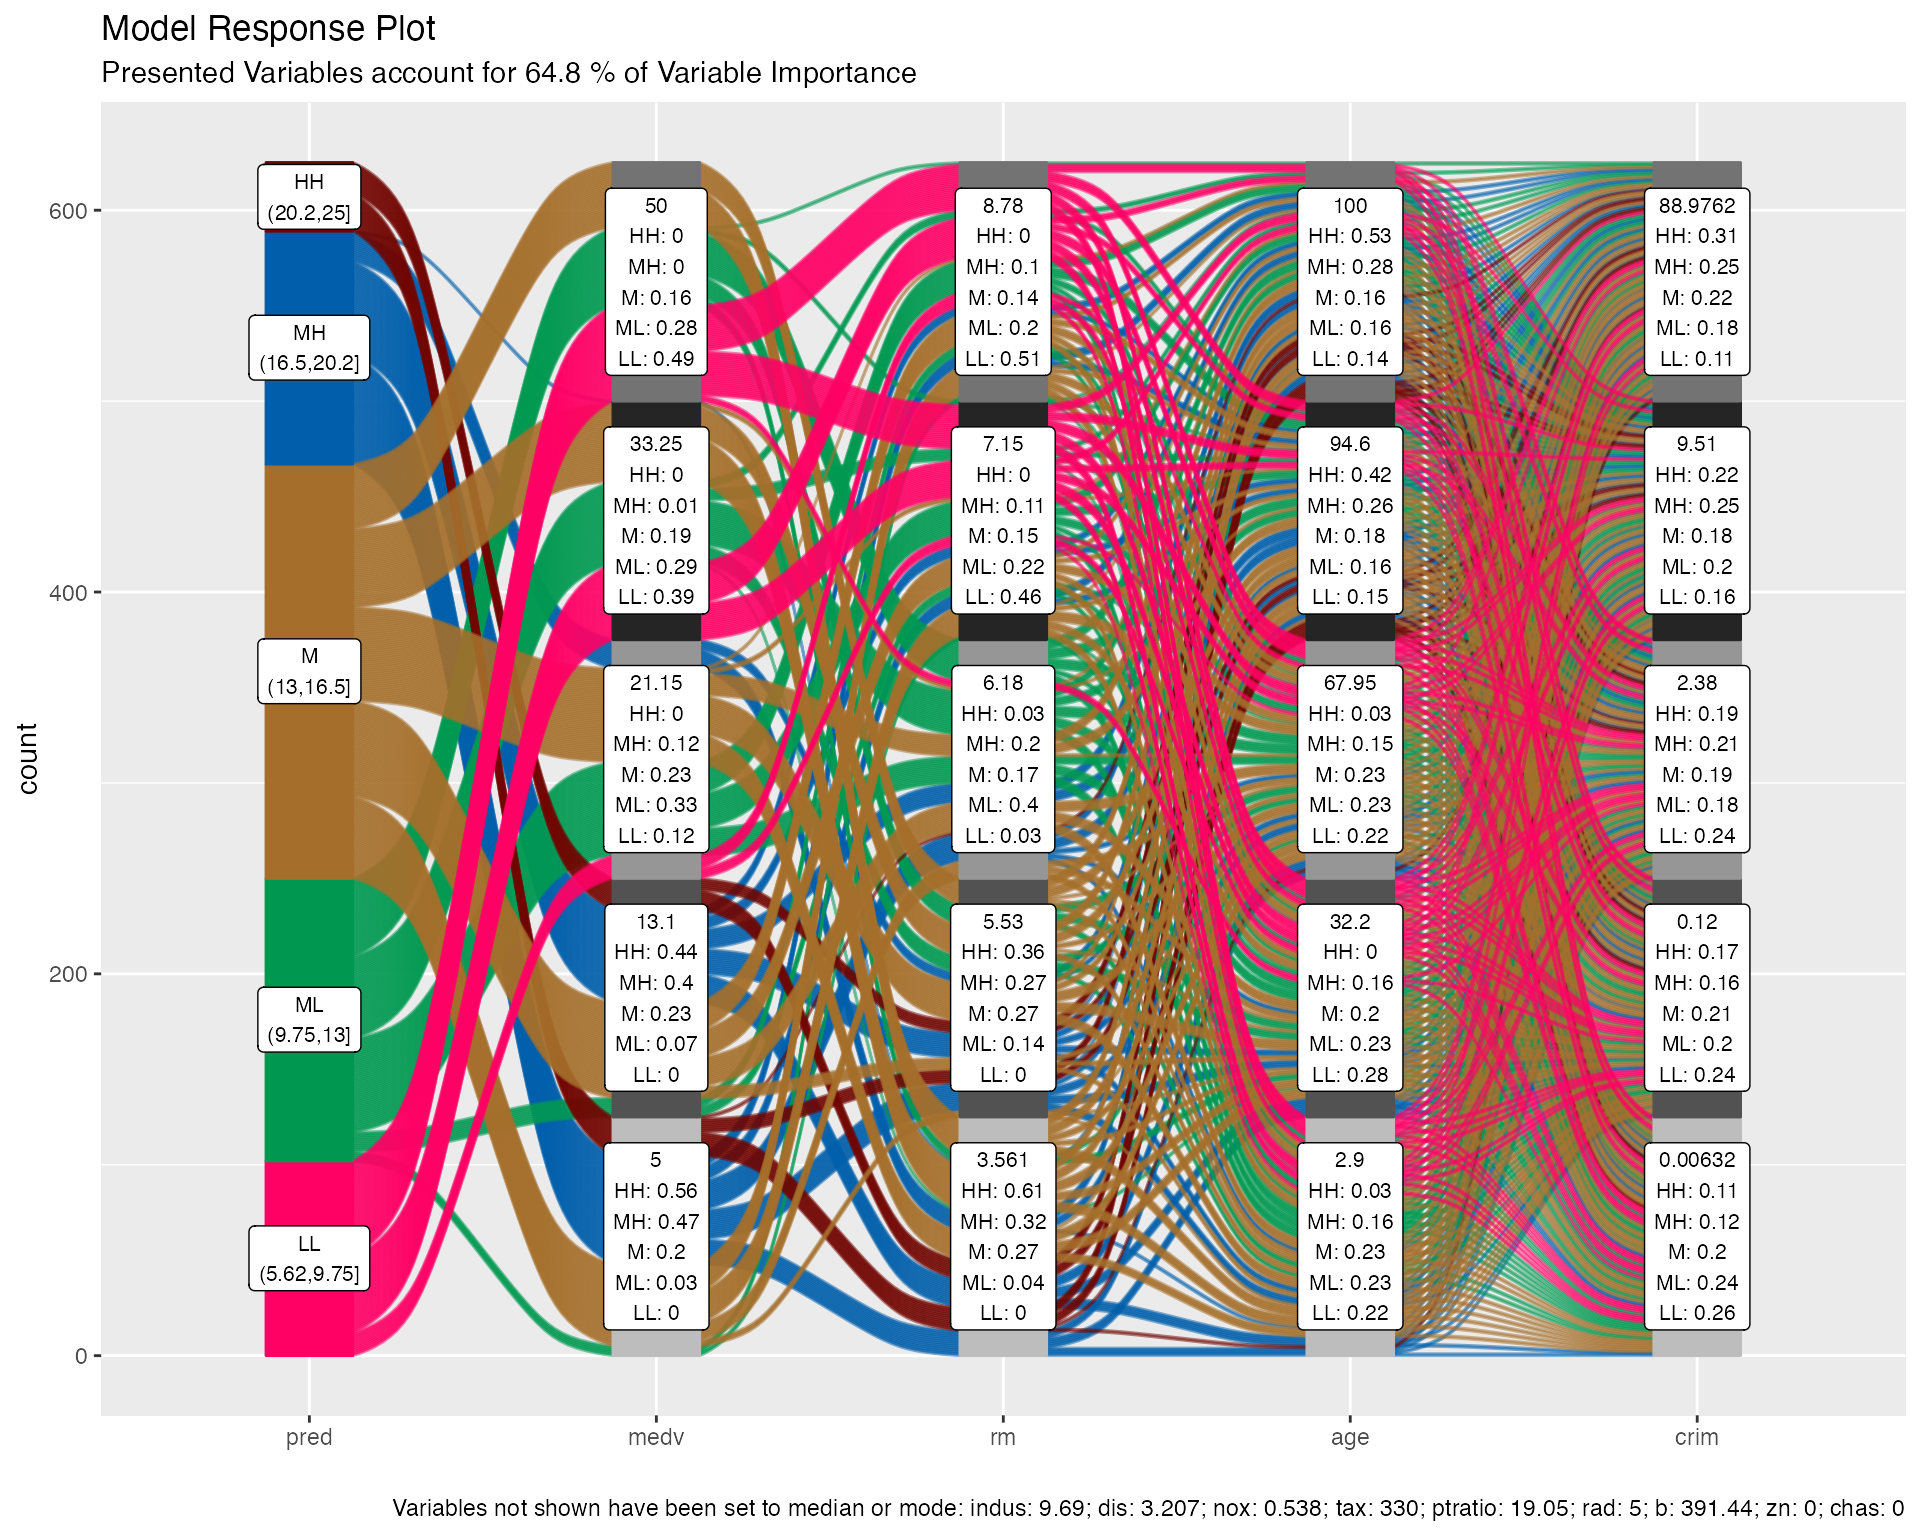 Model Response Plot
Presented Variables account for 64.8 % of Variable Importance
count
600
400
200
0
HH
(20.2,25]
MH
(16.5,20.2]
M
(13,16.5]
ML
(9.75,13]
LL
(5.62,9.75]
50
HH: 0
MH: 0
M: 0.16
ML: 0.28
LL: 0.49
33.25
HH: 0
MH: 0.01
M: 0.19
ML: 0.29
LL: 0.39
21.15
HH: 0
MH: 0.12
M: 0.23
ML: 0.33
LL: 0.12
13.1
HH: 0.44
MH: 0.4
M: 0.23
ML: 0.07
LL: 0
5
HH: 0.56
MH: 0.47
M: 0.2
ML: 0.03
LL: 0
8.78
HH: 0
MH: 0.1
M: 0.14
ML: 0.2
LL: 0.51
7.15
HH: 0
MH: 0.11
M: 0.15
ML: 0.22
LL: 0.46
6.18
HH: 0.03
MH: 0.2
M: 0.17
ML: 0.4
LL: 0.03
5.53
HH: 0.36
MH: 0.27
M: 0.27
ML: 0.14
LL: 0
3.561
HH: 0.61
MH: 0.32
M: 0.27
ML: 0.04
LL: 0
100
HH: 0.53
MH: 0.28
M: 0.16
ML: 0.16
LL: 0.14
94.6
HH: 0.42
MH: 0.26
M: 0.18
ML: 0.16
LL: 0.15
67.95
HH: 0.03
MH: 0.15
M: 0.23
ML: 0.23
LL: 0.22
32.2
HH: 0
MH: 0.16
M: 0.2
ML: 0.23
LL: 0.28
2.9
HH: 0.03
MH: 0.16
M: 0.23
ML: 0.23
LL: 0.22
88.9762
HH: 0.31
MH: 0.25
M: 0.22
ML: 0.18
LL: 0.11
9.51
HH: 0.22
MH: 0.25
M: 0.18
ML: 0.2
LL: 0.16
2.38
HH: 0.19
MH: 0.21
M: 0.19
ML: 0.18
LL: 0.24
0.12
HH: 0.17
MH: 0.16
M: 0.21
ML: 0.2
LL: 0.24
0.00632
HH: 0.11
MH: 0.12
M: 0.2
ML: 0.24
LL: 0.26
pred
medv
rm
age
crim
Variables not shown have been set to median or mode: indus: 9.69; dis: 3.207; nox: 0.538; tax: 330; ptratio: 19.05; rad: 5; b: 391.44; zn: 0; chas: 0